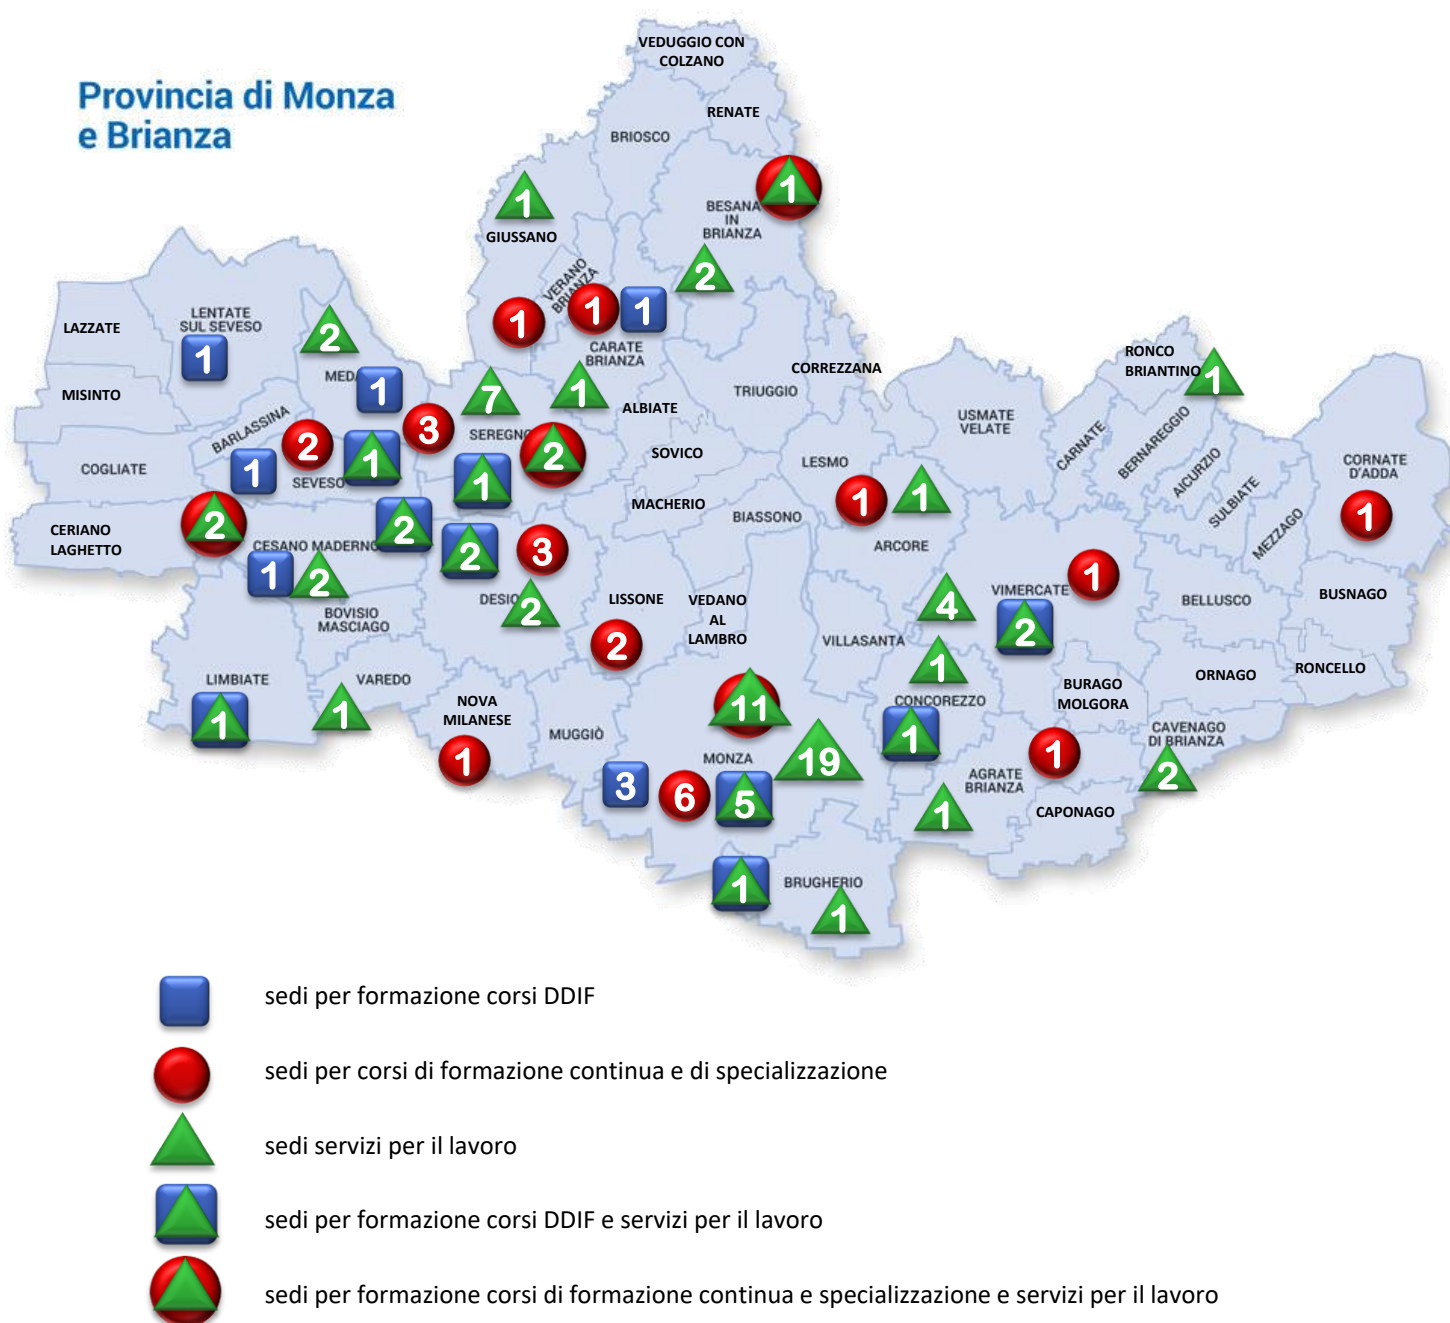 VEDUGGIO CON
COLZANO
Provincia di Monza
e Brianza
RENATE
BRIOSCO
1
1
BESANA
IN
BRIANZA
GIUSSANO
2
VERANO
BRIANZA
1
1
1
LENTATE
SUL SEVESO
LAZZATE
2
1
CARATE
BRIANZA
RONCO
BRIANTINO
1
CORREZZANA
MEDA
1
7
1
TRIUGGIO
MISINTO
ALBIATE
USMATE
VELATE
CARNATE
BERNAREGGIO
BARLASSINA
2
3
SEREGNO
2
SOVICO
LESMO
AICURZIO
SULBIATE
MEZZAGO
CORNATE
D'ADDA
COGLIATE
1
SEVESO
1
1
MACHERIO
BIASSONO
1
1
1
CERIANO
LAGHETTO
2
CESANO MADERNO
2
2
3
ARCORE
1
2
DESIO
2
BOVISIO
MASCIAGO
LISSONE
2
VEDANO
AL
LAMBRO
VILLASANTA
4
VIMERCATE
1
2
BELLUSCO
BUSNAGO
LIMBIATE
1
VAREDO
1
NOVA
MILANESE
1
MUGGIÒ
11
1
CONCOREZZO
1
BURAGO
MOLGORA
ORNAGO
RONCELLO
CAVENAGO
DI BRIANZA
2
MONZA
19
3
6
5
AGRATE
BRIANZA
1
1
CAPONAGO
1
BRUGHERIO
1
sedi per formazione corsi DDIF
sedi per corsi di formazione continua e di specializzazione
sedi servizi per il lavoro
sedi per formazione corsi DDIF e servizi per il lavoro
sedi per formazione corsi di formazione continua e specializzazione e servizi per il lavoro